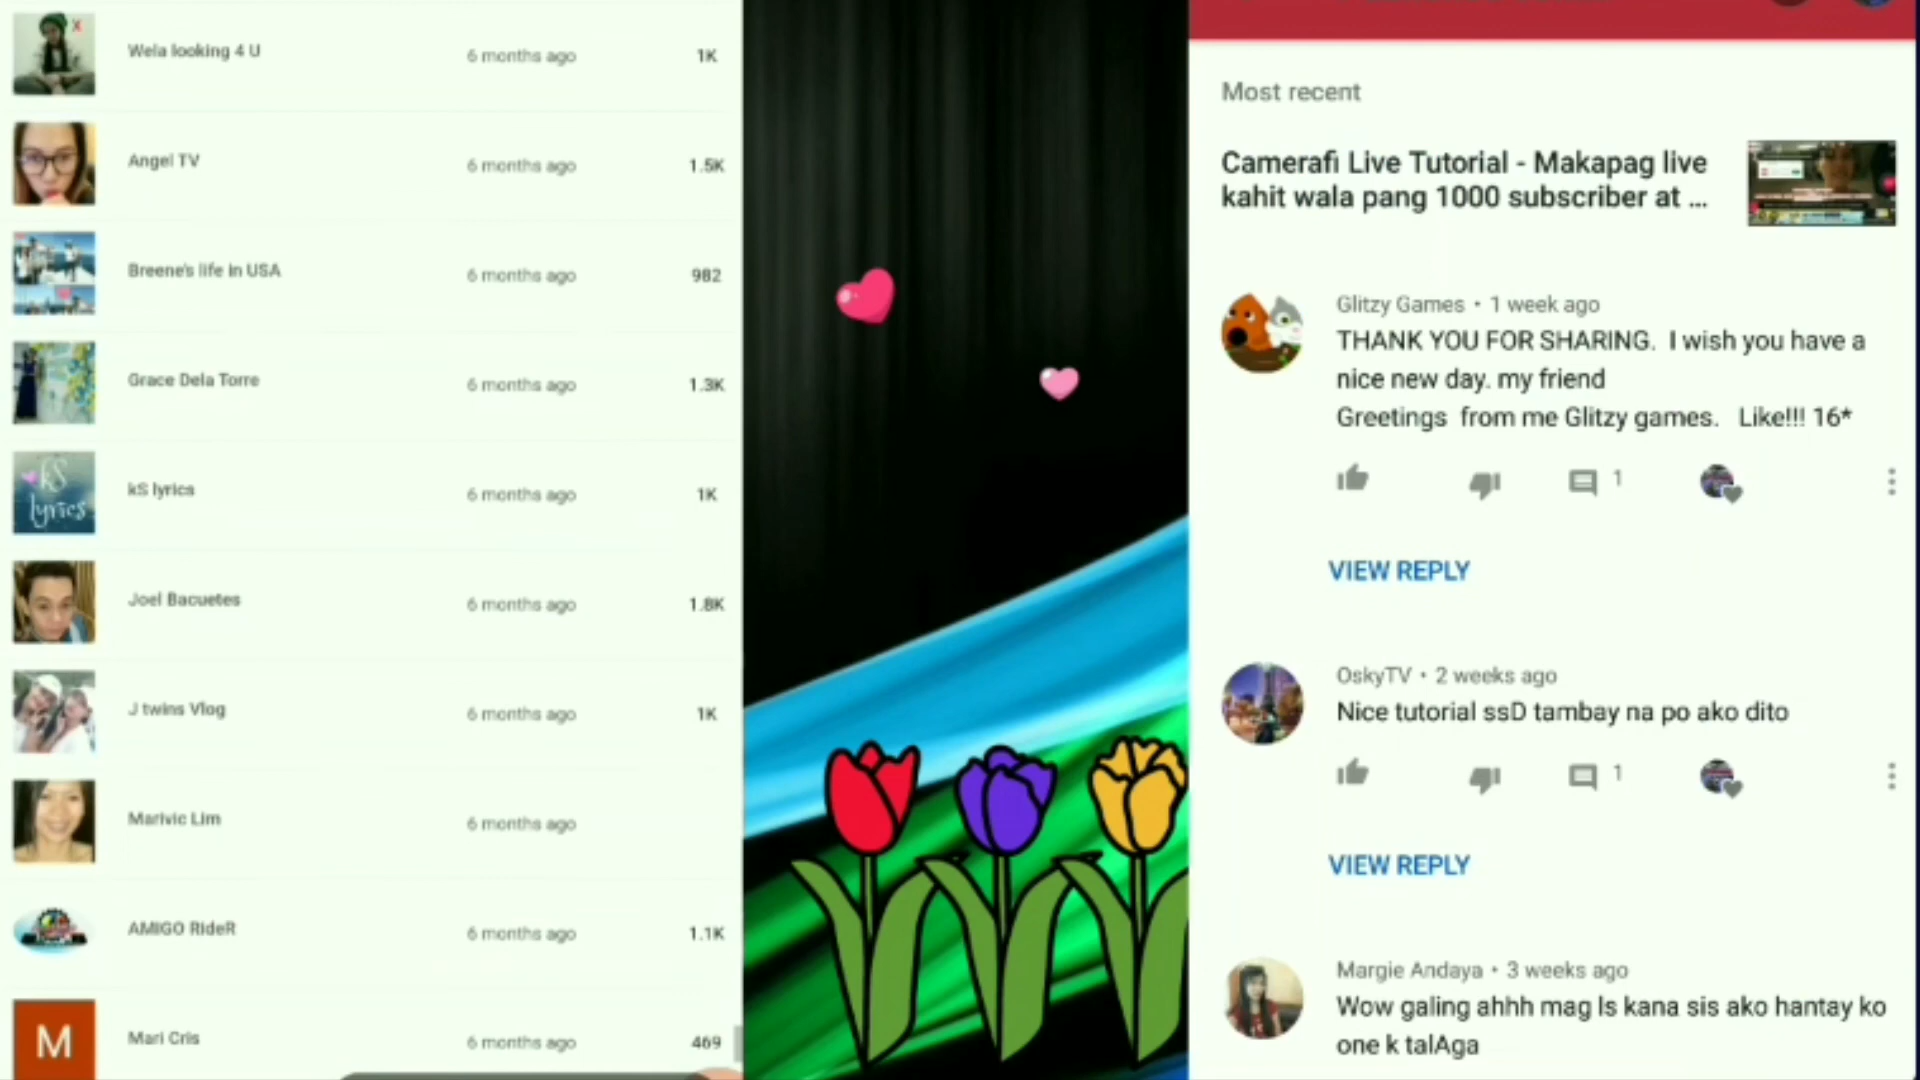 Wela looking 4 U
6 months ago
1K
Angel TV
6 months ago
1.5K
Breene's life in USA
6 months ago
982
Grace Dela Torre
6 months ago
1.3K
kS lyrics
kS lyrics
6 months ago
1K
Joel Bacuetes
6 months ago
1.8K
J twins Vlog
6 months ago
1K
Marivic Lim
6 months ago
AMIGO RideR
6 months ago
1.1K
M
Mari Cris
6 months ago
469
Most recent
Camerafi Live Tutorial - Makapag live
kahit wala pang 1000 subscriber at ...
Glitzy Games • 1 week ago
THANK YOU FOR SHARING. I wish you have a
nice new day. my friend
Greetings from me Glitzy games. Like!!! 16*
1
VIEW REPLY
OskyTV • 2 weeks ago
Nice tutorial ssD tambay na po ako dito
1
VIEW REPLY
Margie Andaya • 3 weeks ago
Wow galing ahhh mag ls kana sis ako hantay ko
one k talAga